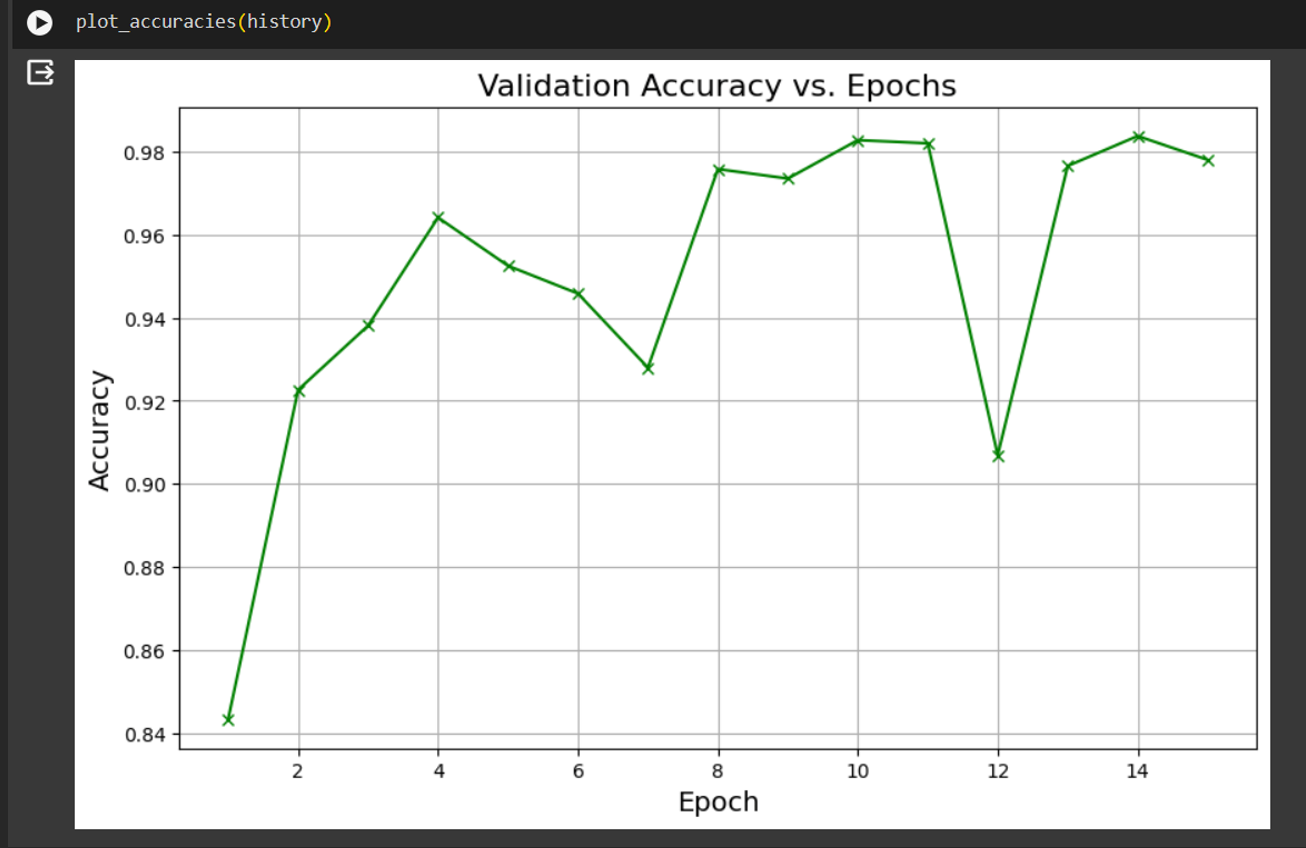 plot_accuracies(history)
Validation Accuracy vs. Epochs
0.98
0.96
0.94
0.92
0.90
0.88
0.86
0.84
Accuracy
2 4 6 8 10 12 14
Epoch